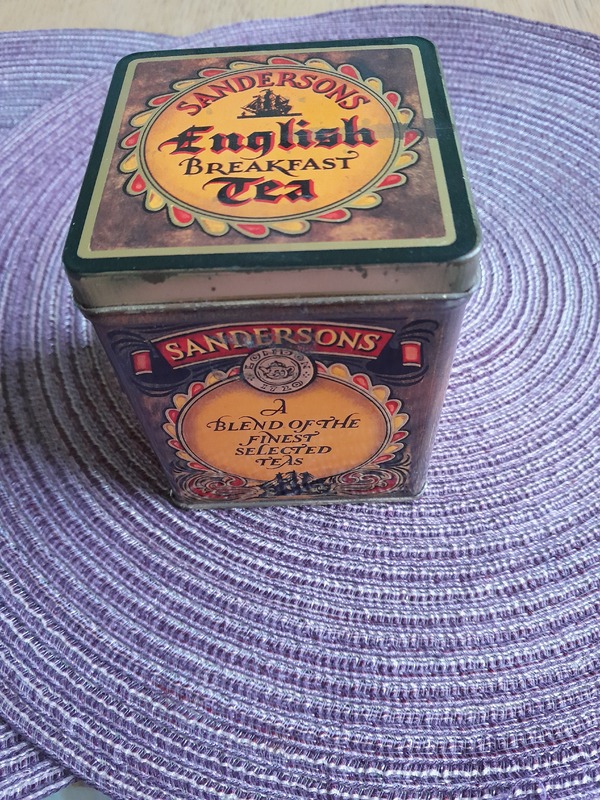 SANDERSONS
English
BREAKFAST
Tea
SANDERSONS
A
BLEND OF THE
FINEST
SELECTED
TEAS